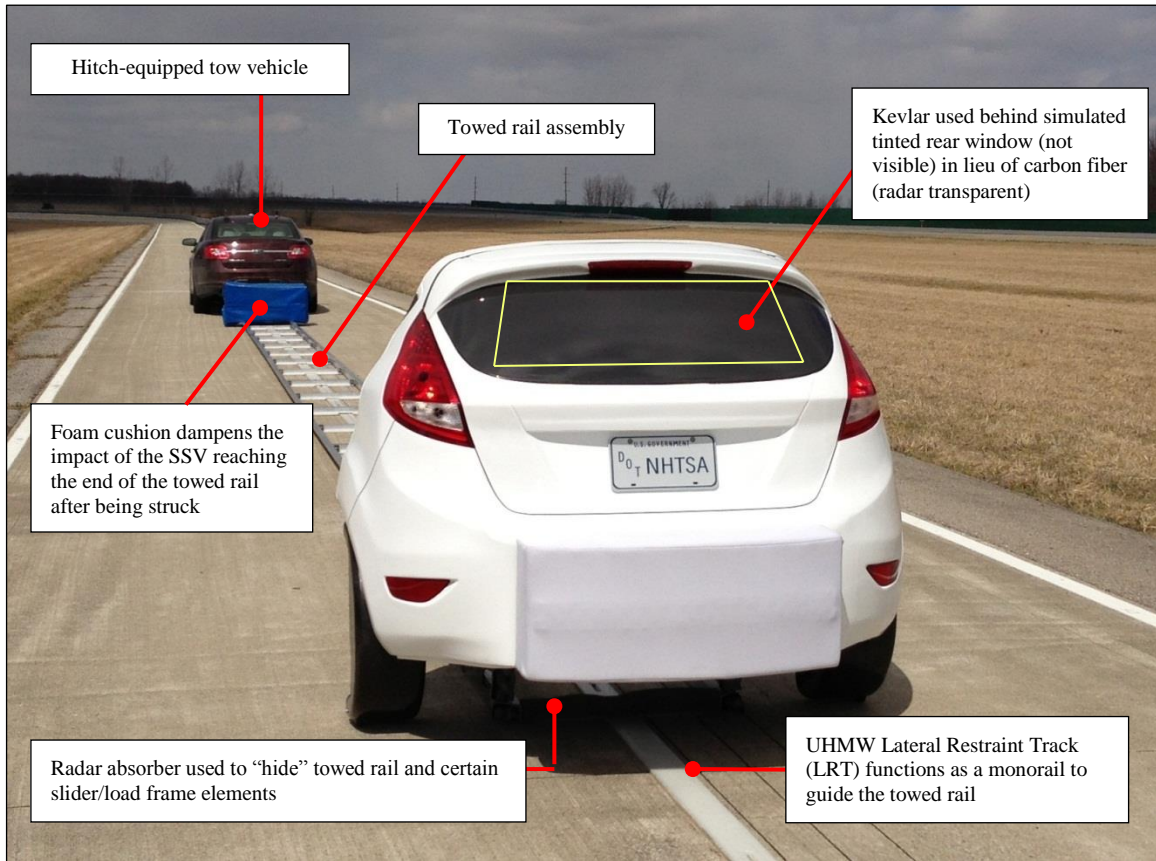 Hitch-equipped tow vehicle
Towed rail assembly
Kevlar used behind simulated
tinted rear window (not
visible) in lieu of carbon fiber
(radar transparent)
Foam cushion dampens the
impact of the SSV reaching
the end of the towed rail
after being struck
U.S. GOVERNMENT
DOT NHTSA
Radar absorber used to “hide” towed rail and certain
slider/load frame elements
UHMW Lateral Restraint Track
(LRT) functions as a monorail to
guide the towed rail